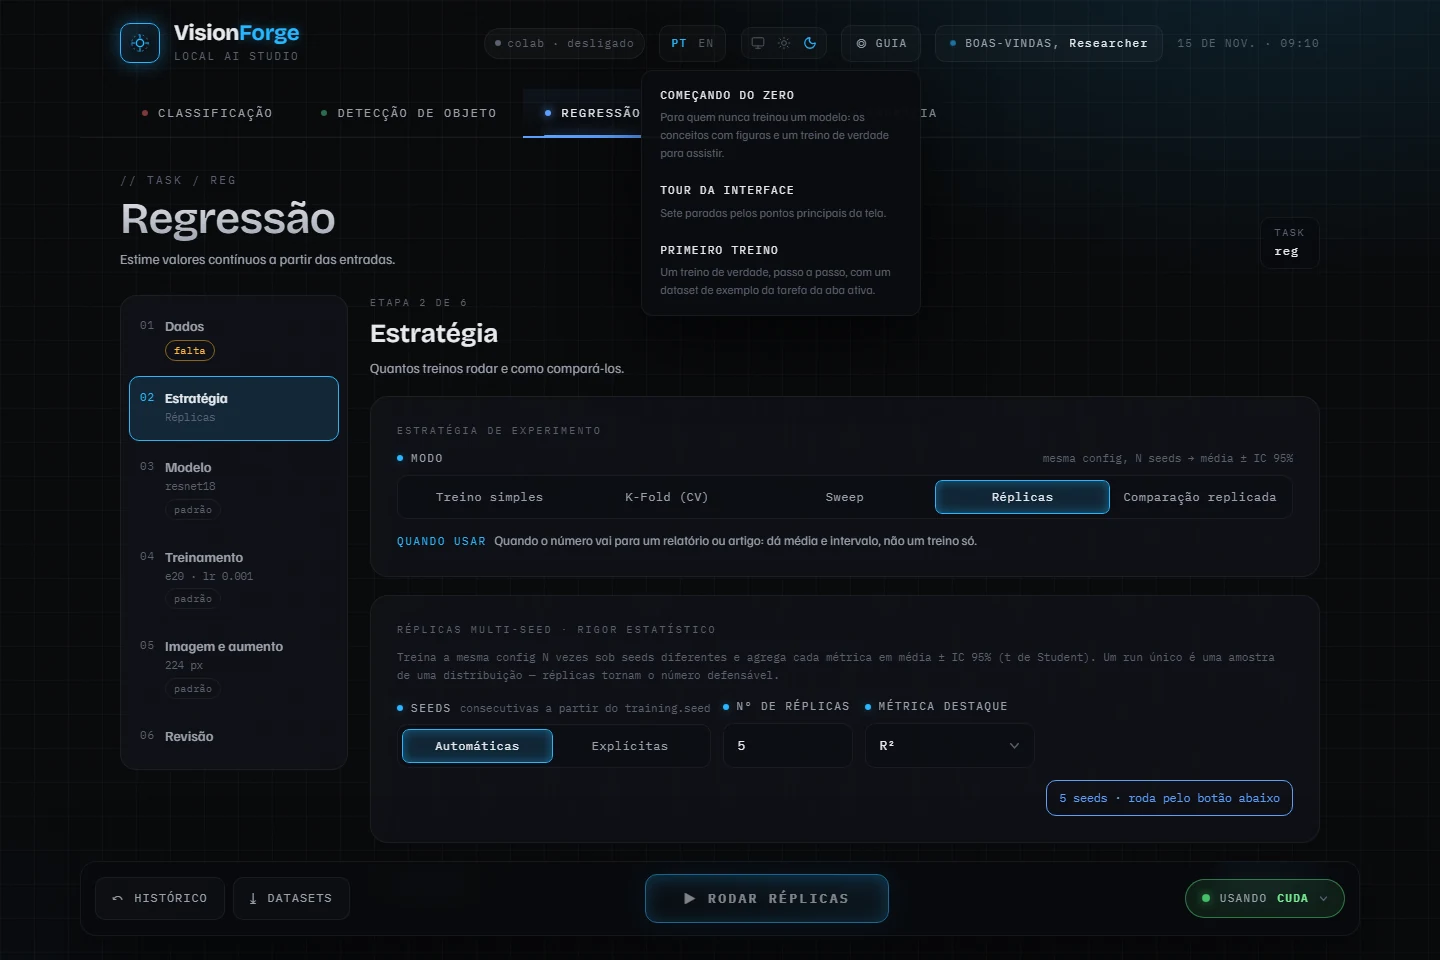 VisionForge
LOCAL AI STUDIO
colab · desligado
PT EN
GUIA
BOAS-VINDAS, Researcher
15 DE NOV. · 09:10
CLASSIFICAÇÃO
DETECÇÃO DE OBJETO
REGRESSÃO
IA
COMEÇANDO DO ZERO
Para quem nunca treinou um modelo: os
conceitos com figuras e um treino de verdade
para assistir.
TOUR DA INTERFACE
Sete paradas pelos pontos principais da tela.
PRIMEIRO TREINO
Um treino de verdade, passo a passo, com um
dataset de exemplo da tarefa da aba ativa.
// TASK / REG
Regressão
Estime valores contínuos a partir das entradas.
TASK
reg
01 Dados
falta
02 Estratégia
Réplicas
03 Modelo
resnet18
padrão
04 Treinamento
e20 · lr 0.001
padrão
05 Imagem e aumento
224 px
padrão
06 Revisão
ETAPA 2 DE 6
Estratégia
Quantos treinos rodar e como compará-los.
ESTRATÉGIA DE EXPERIMENTO
MODO
mesma config, N seeds → média ± IC 95%
Treino simples
K-Fold (CV)
Sweep
Réplicas
Comparação replicada
QUANDO USAR Quando o número vai para um relatório ou artigo: dá média e intervalo, não um treino só.
RÉPLICAS MULTI-SEED · RIGOR ESTATÍSTICO
Treina a mesma config N vezes sob seeds diferentes e agrega cada métrica em média ± IC 95% (t de Student). Um run único é uma amostra
de uma distribuição — réplicas tornam o número defensável.
SEEDS consecutivas a partir do training.seed
Nº DE RÉPLICAS
MÉTRICA DESTAQUE
Automáticas
Explícitas
5
R²
5 seeds · roda pelo botão abaixo
HISTÓRICO
DATASETS
RODAR RÉPLICAS
USANDO CUDA